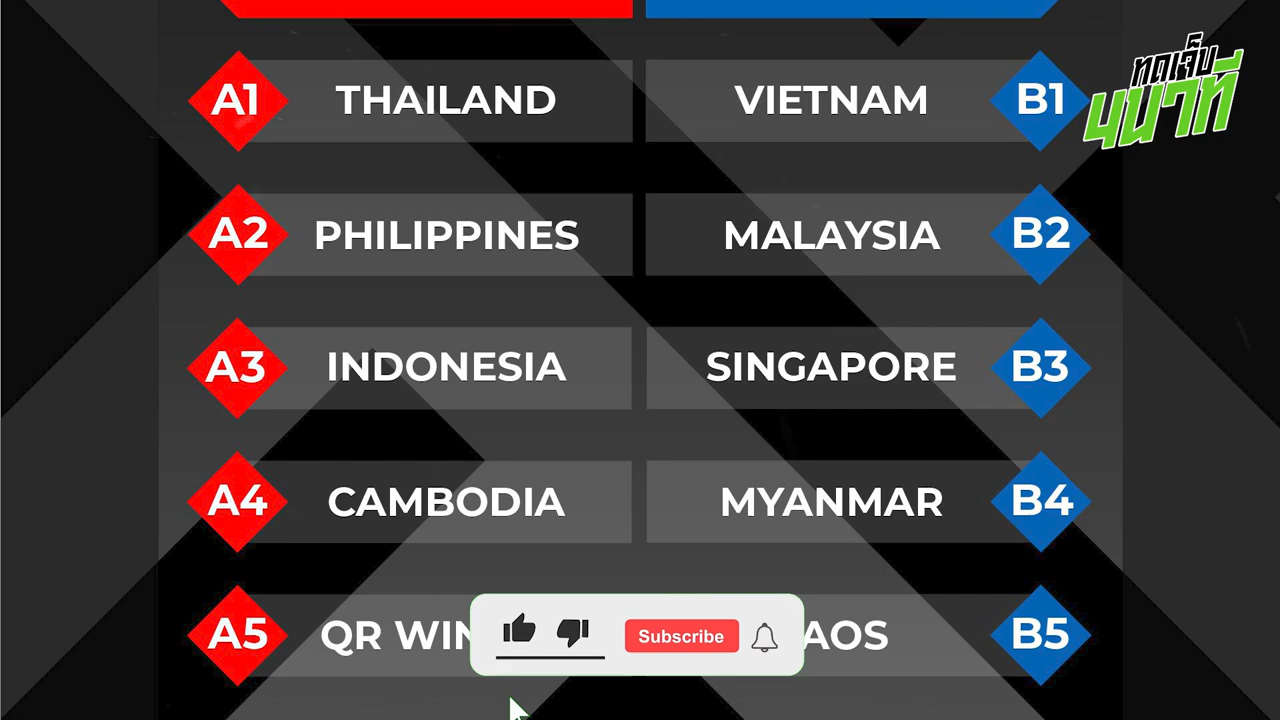 A1 THAILAND VIETNAM B1
ทดเจ็บ
4นาที
A2 PHILIPPINES MALAYSIA B2
A3 INDONESIA SINGAPORE B3
A4 CAMBODIA MYANMAR B4
A5 QR WIN AOS B5
Subscribe